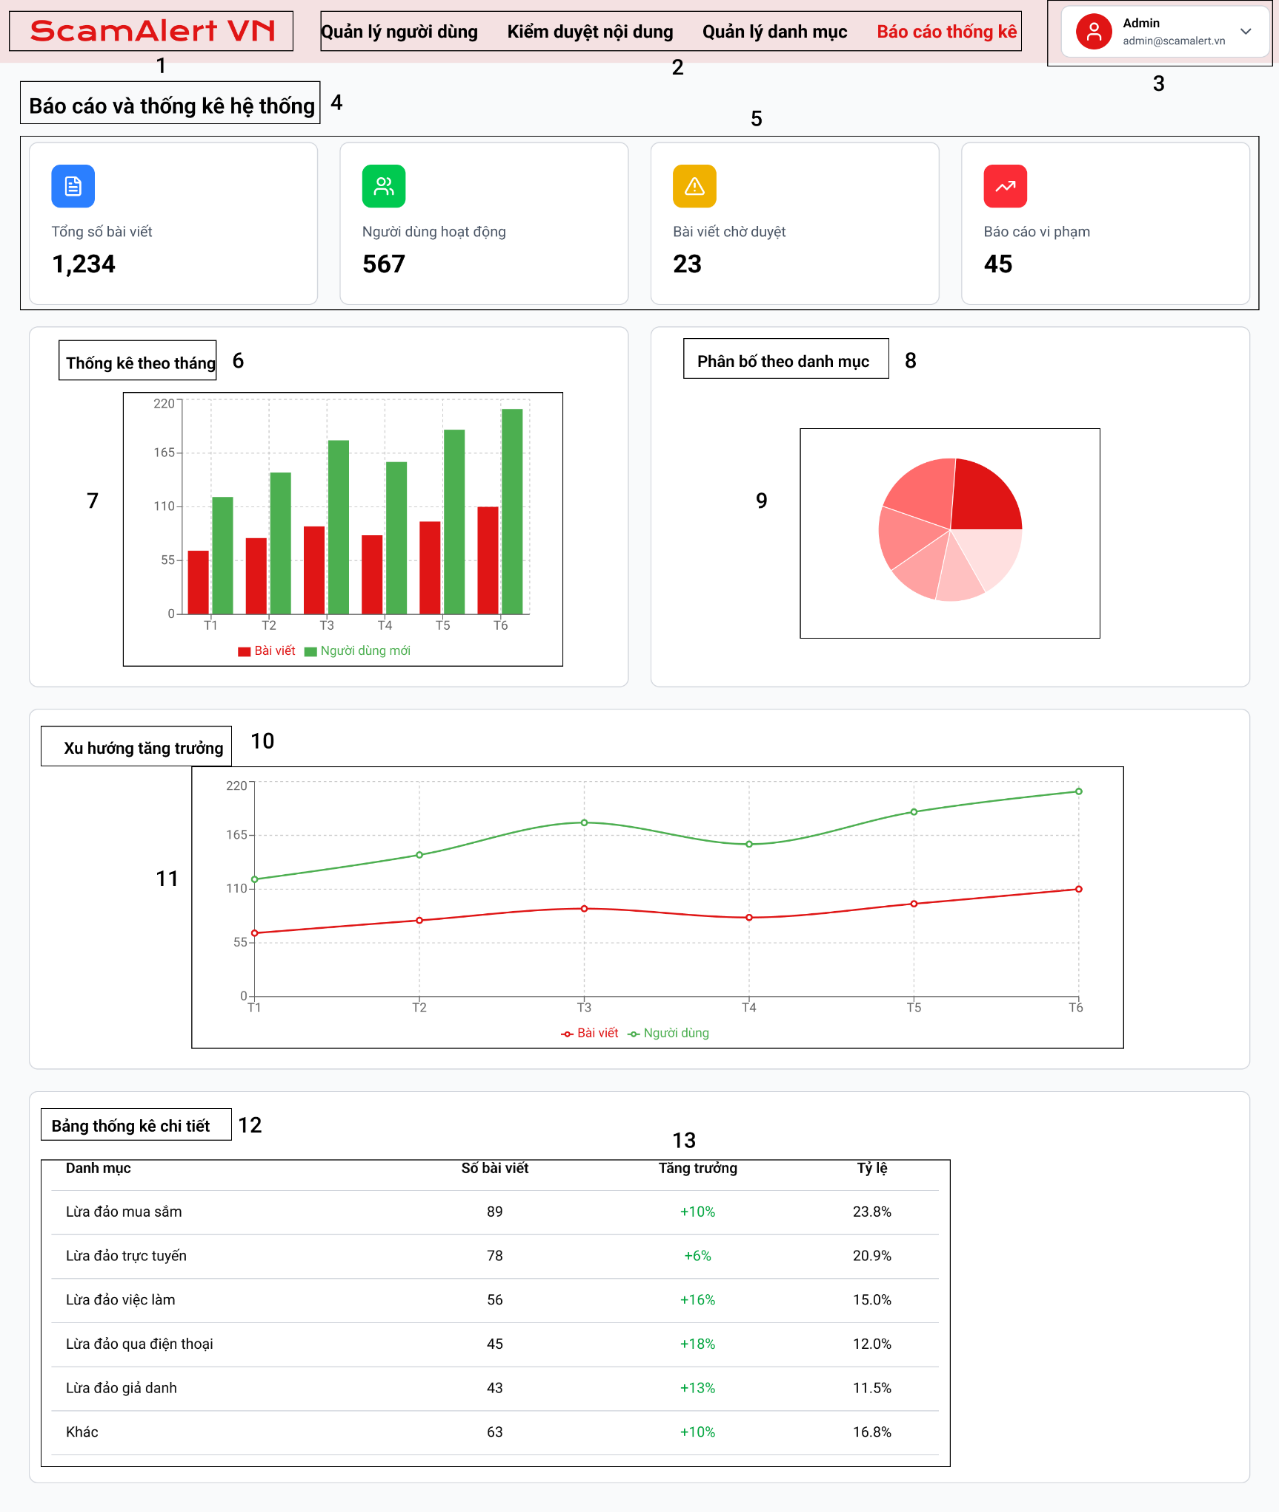 ScamAlert VN
Quản lý người dùng Kiểm duyệt nội dung Quản lý danh mục Báo cáo thống kê
Admin
admin@scamalert.vn
1
2
3
Báo cáo và thống kê hệ thống
4
5
Tổng số bài viết
1,234
Người dùng hoạt động
567
Bài viết chờ duyệt
23
Báo cáo vi phạm
45
Thống kê theo tháng
6
7
220
165
110
55
0
T1 T2 T3 T4 T5 T6
Bài viết Người dùng mới
Phân bố theo danh mục
8
9
Xu hướng tăng trưởng
10
11
220
165
110
55
0
T1 T2 T3 T4 T5 T6
Bài viết Người dùng
Bảng thống kê chi tiết
12
13
Danh mục Số bài viết Tăng trưởng Tỷ lệ
Lừa đảo mua sắm 89 +10% 23.8%
Lừa đảo trực tuyến 78 +6% 20.9%
Lừa đảo việc làm 56 +16% 15.0%
Lừa đảo qua điện thoại 45 +18% 12.0%
Lừa đảo giả danh 43 +13% 11.5%
Khác 63 +10% 16.8%